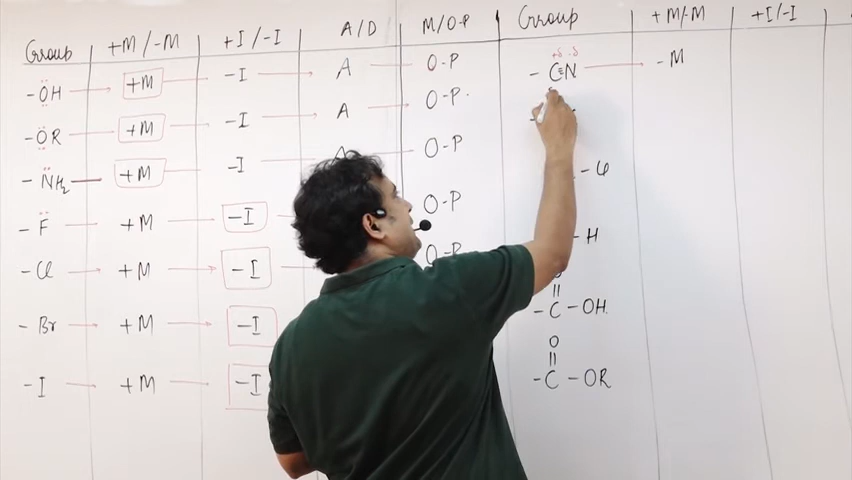 Group +M/-M +I/-I A/D M/O-P
-ÖH +M -I A O-P
-ÖR +M -I A O-P.
-N̈H₂ +M -I O-P
-F̈ +M -I O-P
-Cl +M -I O-P
-Br +M -I
-I +M -I
Group +M/-M +I/-I
+δ -δ
-C≡N -M
-Cl
-H
O
||
-C-OH
O
||
-C-OR